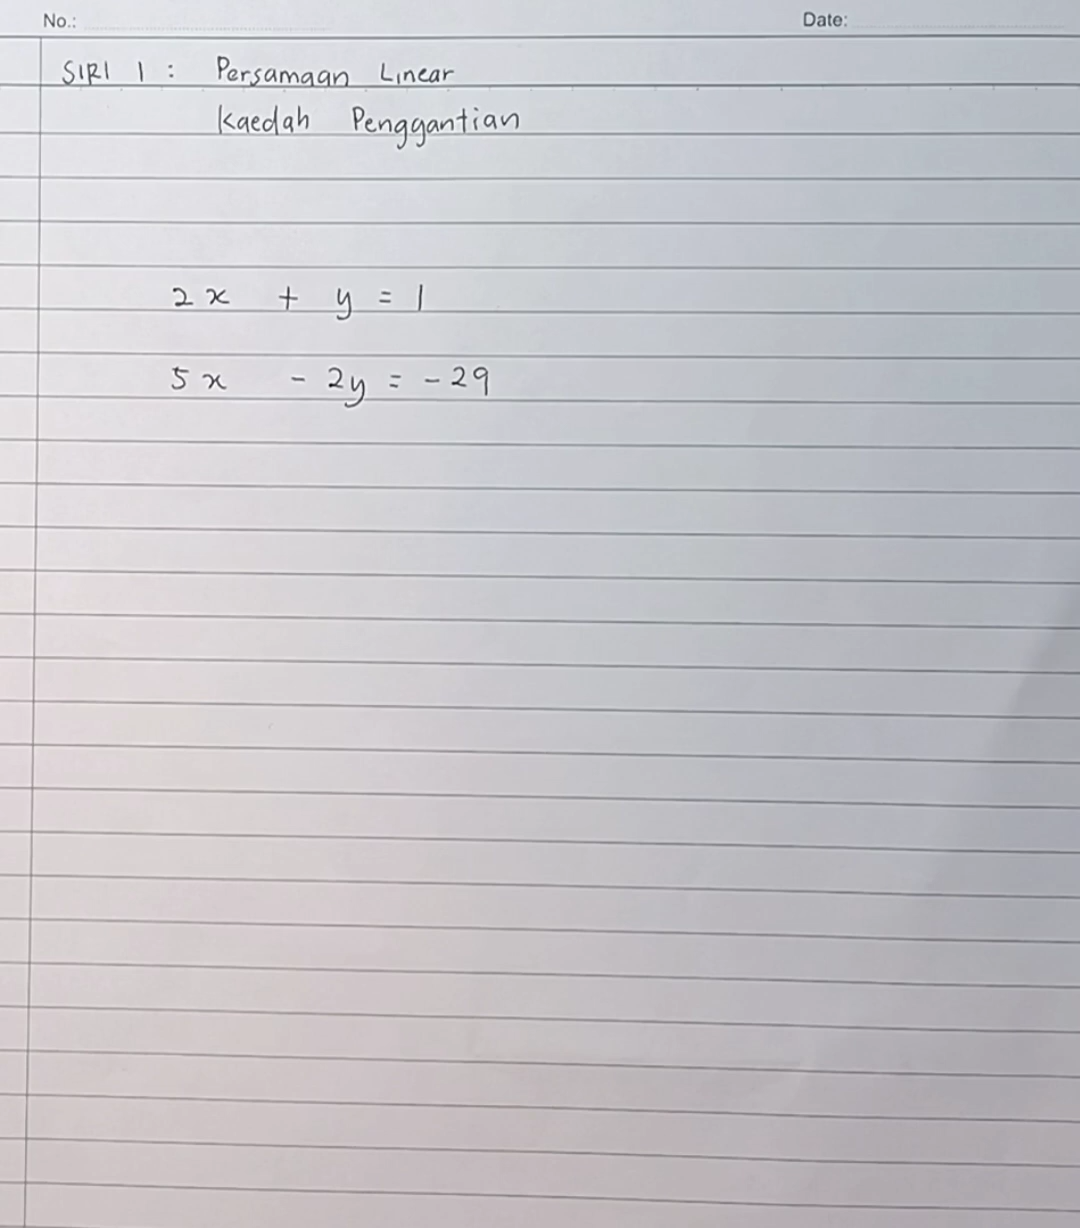 No.: Date:
SIRI 1 : Persamaan Linear
Kaedah Penggantian
2x + y = 1
5x - 2y = -29